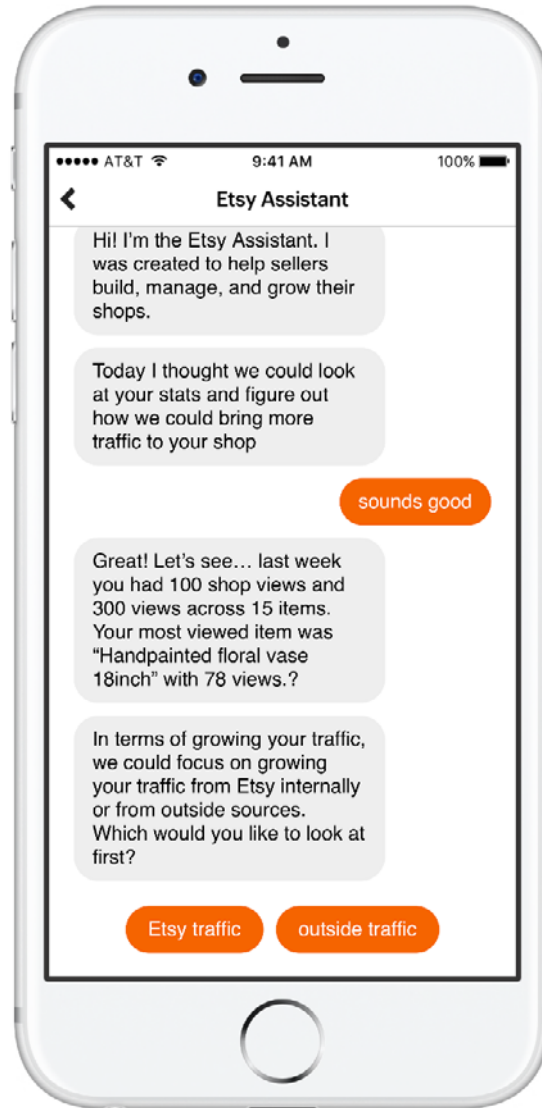 AT&T 9:41 AM 100%
Etsy Assistant
Hi! I'm the Etsy Assistant. I
was created to help sellers
build, manage, and grow their
shops.
Today I thought we could look
at your stats and figure out
how we could bring more
traffic to your shop
sounds good
Great! Let's see… last week
you had 100 shop views and
300 views across 15 items.
Your most viewed item was
“Handpainted floral vase
18inch” with 78 views.?
In terms of growing your traffic,
we could focus on growing
your traffic from Etsy internally
or from outside sources.
Which would you like to look at
first?
Etsy traffic outside traffic